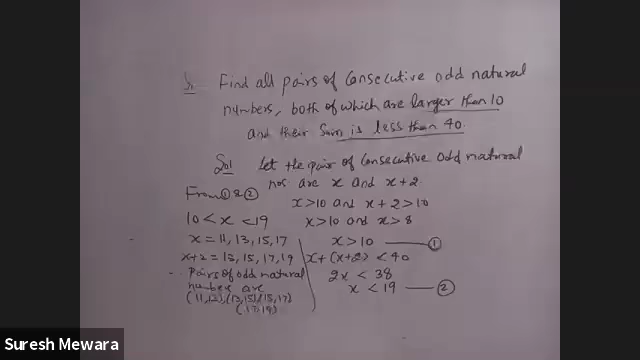 Q. Find all pairs of Consecutive odd natural
numbers, both of which are larger than 10
and their Sum is less than 40.
Sol Let the pair of Consecutive Odd natural
nos are x and x+2.
x>10 and x+2>10
x>10 and x>8
x>10 —— ①
x+(x+2) < 40
2x < 38
x < 19 —— ②
From ① & ②
10 < x < 19
x = 11, 13, 15, 17
x+2 = 13, 15, 17, 19
Pairs of odd natural
numbers are
(11,13), (13,15), (15,17)
(17,19)
Suresh Mewara